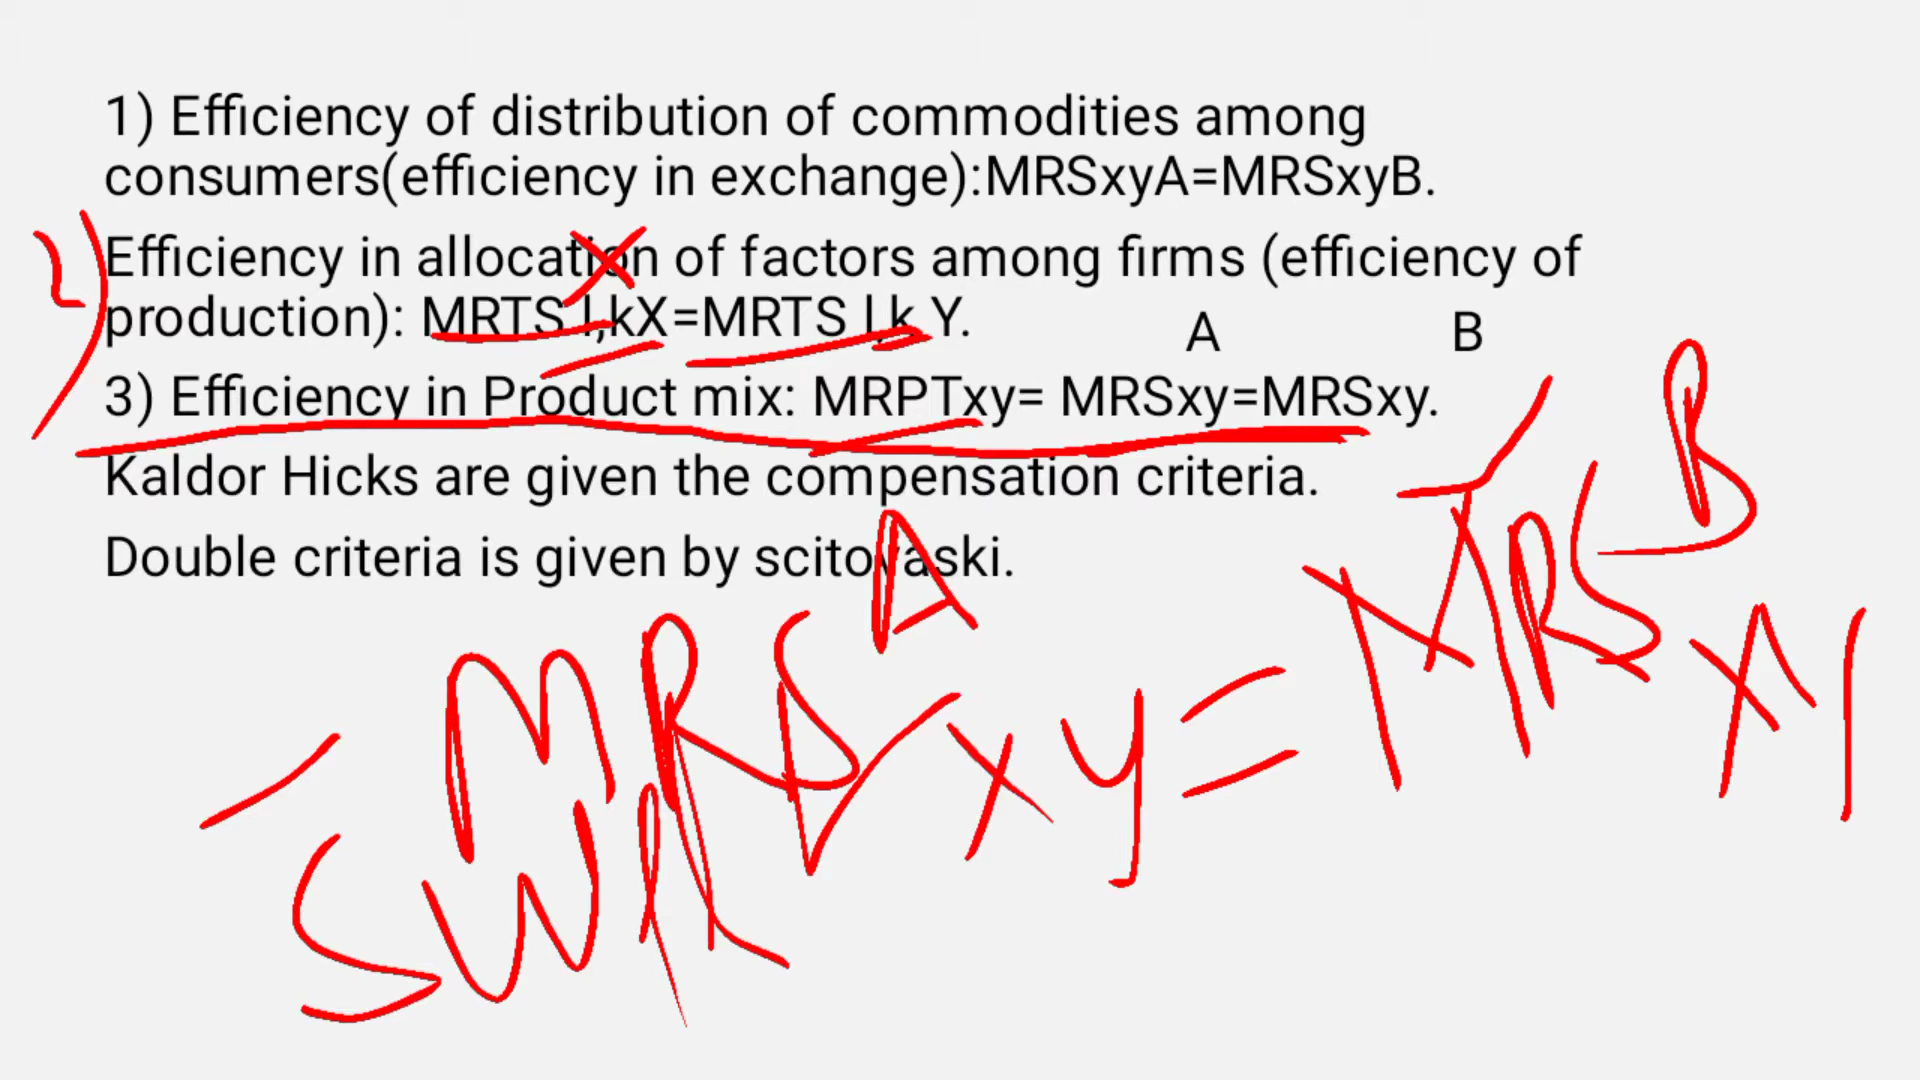 1) Efficiency of distribution of commodities among
consumers(efficiency in exchange):MRSxyA=MRSxyB.
2)
Efficiency in allocation of factors among firms (efficiency of
X
production): MRTS l,kX=MRTS l,k Y.
A B
3) Efficiency in Product mix: MRPTxy= MRSxy=MRSxy.
Kaldor Hicks are given the compensation criteria.
Double criteria is given by scitovaski.
MRS A xy = MRS B xy